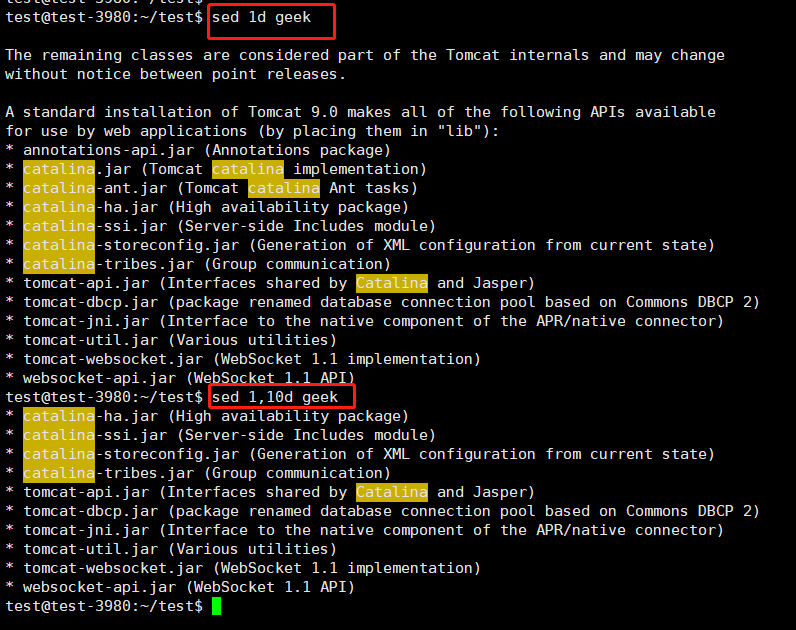 test@test-3980:~/test$ sed 1d geek
The remaining classes are considered part of the Tomcat internals and may change
without notice between point releases.
A standard installation of Tomcat 9.0 makes all of the following APIs available
for use by web applications (by placing them in "lib"):
* annotations-api.jar (Annotations package)
* catalina.jar (Tomcat catalina implementation)
* catalina-ant.jar (Tomcat catalina Ant tasks)
* catalina-ha.jar (High availability package)
* catalina-ssi.jar (Server-side Includes module)
* catalina-storeconfig.jar (Generation of XML configuration from current state)
* catalina-tribes.jar (Group communication)
* tomcat-api.jar (Interfaces shared by Catalina and Jasper)
* tomcat-dbcp.jar (package renamed database connection pool based on Commons DBCP 2)
* tomcat-jni.jar (Interface to the native component of the APR/native connector)
* tomcat-util.jar (Various utilities)
* tomcat-websocket.jar (WebSocket 1.1 implementation)
* websocket-api.jar (WebSocket 1.1 API)
test@test-3980:~/test$ sed 1,10d geek
* catalina-ha.jar (High availability package)
* catalina-ssi.jar (Server-side Includes module)
* catalina-storeconfig.jar (Generation of XML configuration from current state)
* catalina-tribes.jar (Group communication)
* tomcat-api.jar (Interfaces shared by Catalina and Jasper)
* tomcat-dbcp.jar (package renamed database connection pool based on Commons DBCP 2)
* tomcat-jni.jar (Interface to the native component of the APR/native connector)
* tomcat-util.jar (Various utilities)
* tomcat-websocket.jar (WebSocket 1.1 implementation)
* websocket-api.jar (WebSocket 1.1 API)
test@test-3980:~/test$